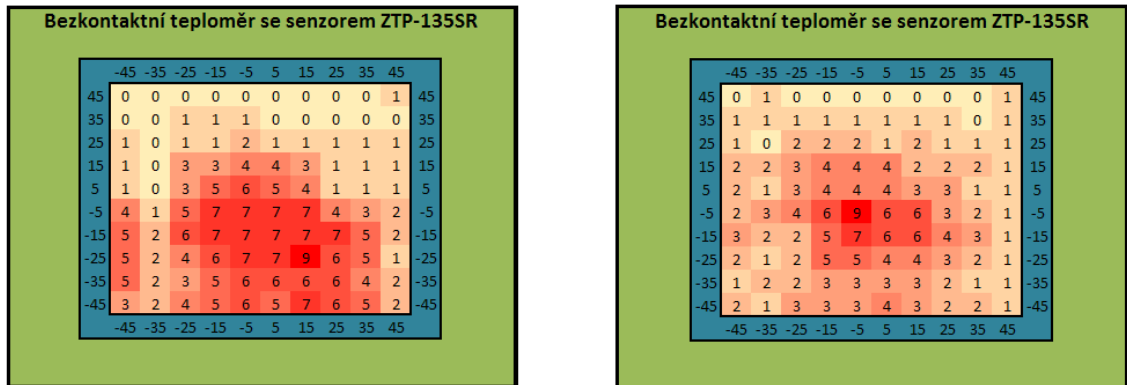 Bezkontaktní teploměr se senzorem ZTP-135SR
-45 -35 -25 -15 -5 5 15 25 35 45
45 0 0 0 0 0 0 0 0 0 1 45
35 0 0 1 1 1 0 0 0 0 0 35
25 1 0 1 1 2 1 1 1 1 1 25
15 1 0 3 3 4 4 3 1 1 1 15
5 1 0 3 5 6 5 4 1 1 1 5
-5 4 1 5 7 7 7 7 4 3 2 -5
-15 5 2 6 7 7 7 7 7 5 2 -15
-25 5 2 4 6 7 7 9 6 5 1 -25
-35 5 2 3 5 6 6 6 6 4 2 -35
-45 3 2 4 5 6 5 7 6 5 2 -45
-45 -35 -25 -15 -5 5 15 25 35 45
Bezkontaktní teploměr se senzorem ZTP-135SR
-45 -35 -25 -15 -5 5 15 25 35 45
45 0 1 0 0 0 0 0 0 0 1 45
35 1 1 1 1 1 1 1 1 0 1 35
25 1 0 2 2 2 1 2 1 1 1 25
15 2 2 3 4 4 4 2 2 2 1 15
5 2 1 3 4 4 4 3 3 1 1 5
-5 2 3 4 6 9 6 6 3 2 1 -5
-15 3 2 2 5 7 6 6 4 3 1 -15
-25 2 1 2 5 5 4 4 3 2 1 -25
-35 1 2 2 3 3 3 3 2 1 1 -35
-45 2 1 3 3 3 4 3 2 2 1 -45
-45 -35 -25 -15 -5 5 15 25 35 45